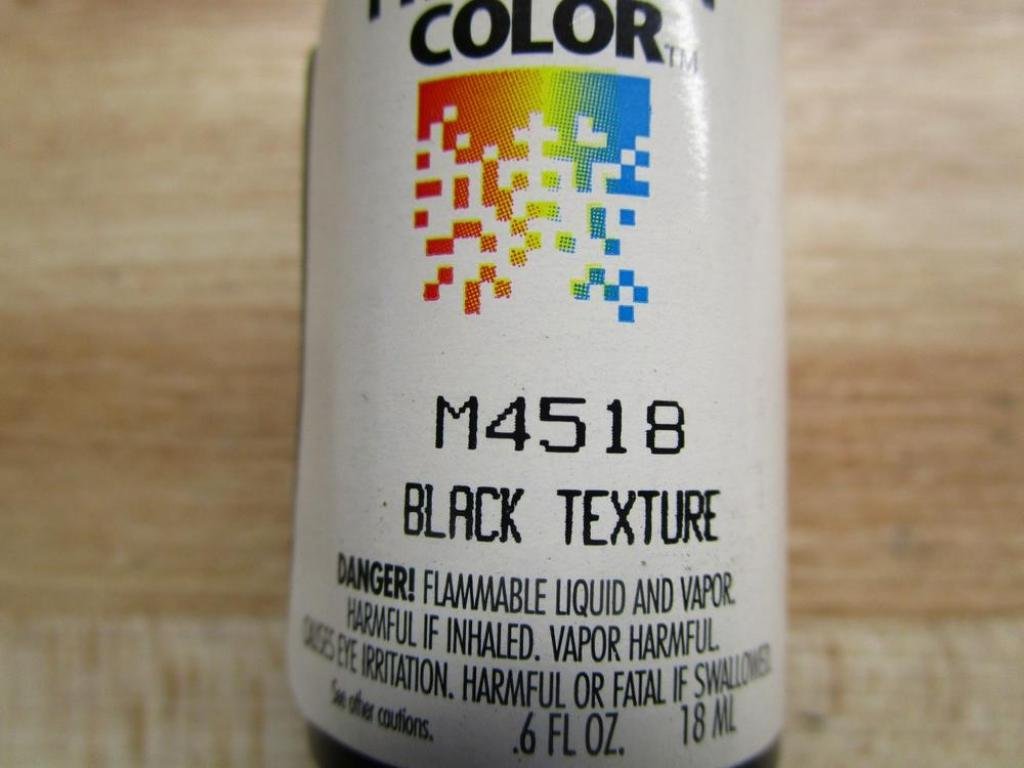 COLOR™
M4518
BLACK TEXTURE
DANGER! FLAMMABLE LIQUID AND VAPOR.
HARMFUL IF INHALED. VAPOR HARMFUL.
CAUSES EYE IRRITATION. HARMFUL OR FATAL IF SWALLOWED.
See other cautions. .6 FL OZ. 18 ML